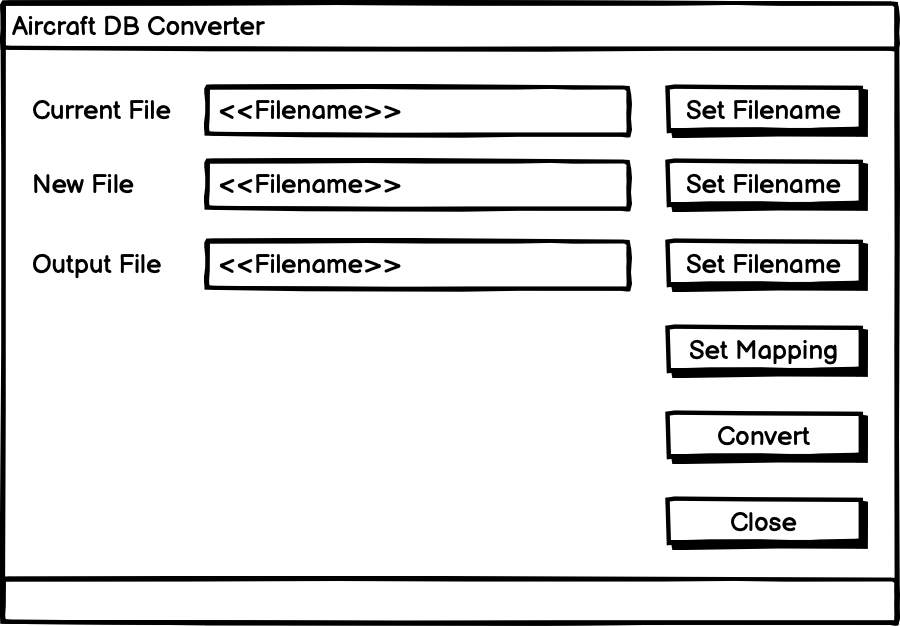 Aircraft DB Converter
Current File <<Filename>> Set Filename
New File <<Filename>> Set Filename
Output File <<Filename>> Set Filename
Set Mapping
Convert
Close